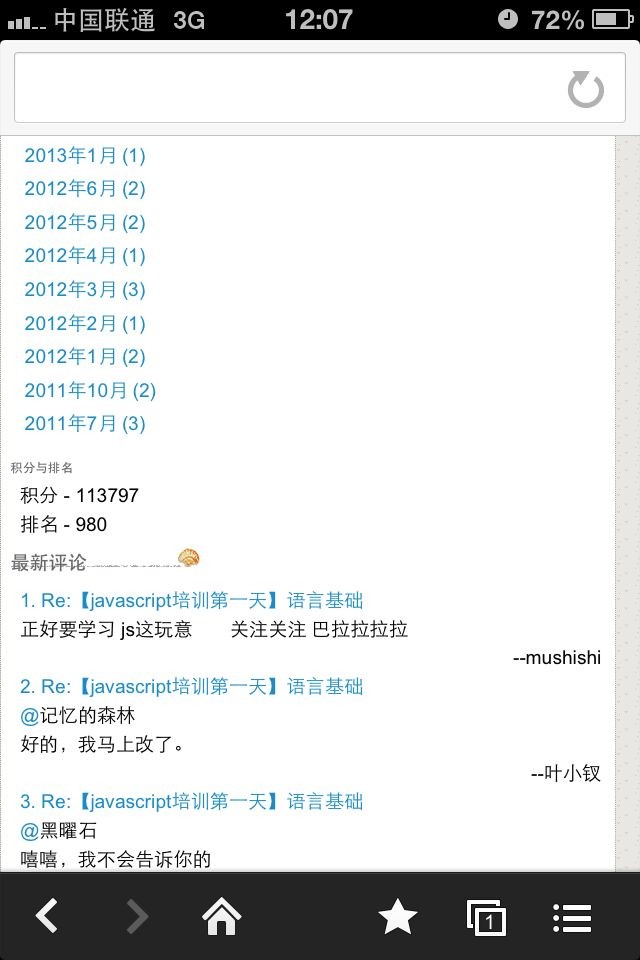 中国联通 3G 12:07 72%
2013年1月 (1)
2012年6月 (2)
2012年5月 (2)
2012年4月 (1)
2012年3月 (3)
2012年2月 (1)
2012年1月 (2)
2011年10月 (2)
2011年7月 (3)
积分与排名
积分 - 113797
排名 - 980
最新评论
1. Re:【javascript培训第一天】语言基础
正好要学习 js这玩意 关注关注 巴拉拉拉拉
--mushishi
2. Re:【javascript培训第一天】语言基础
@记忆的森林
好的，我马上改了。
--叶小钗
3. Re:【javascript培训第一天】语言基础
@黑曜石
嘻嘻，我不会告诉你的
1